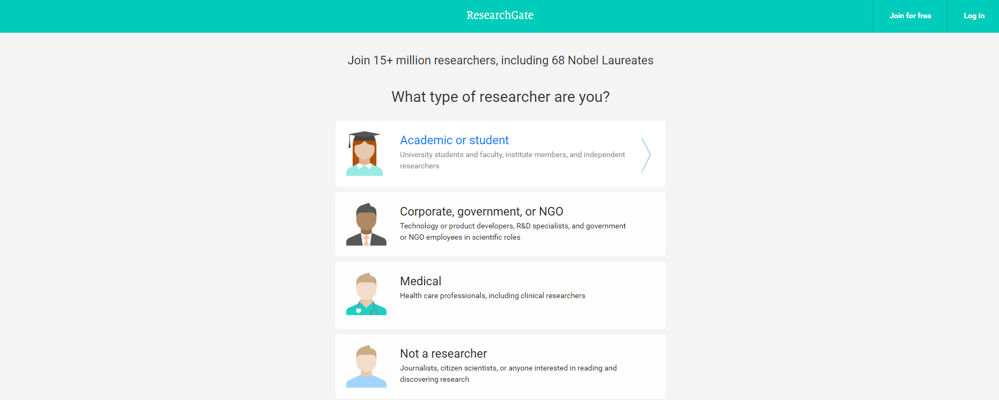 ResearchGate
Join for free
Log in
Join 15+ million researchers, including 68 Nobel Laureates
What type of researcher are you?
Academic or student
University students and faculty, institute members, and independent
researchers
Corporate, government, or NGO
Technology or product developers, R&D specialists, and government
or NGO employees in scientific roles
Medical
Health care professionals, including clinical researchers
Not a researcher
Journalists, citizen scientists, or anyone interested in reading and
discovering research